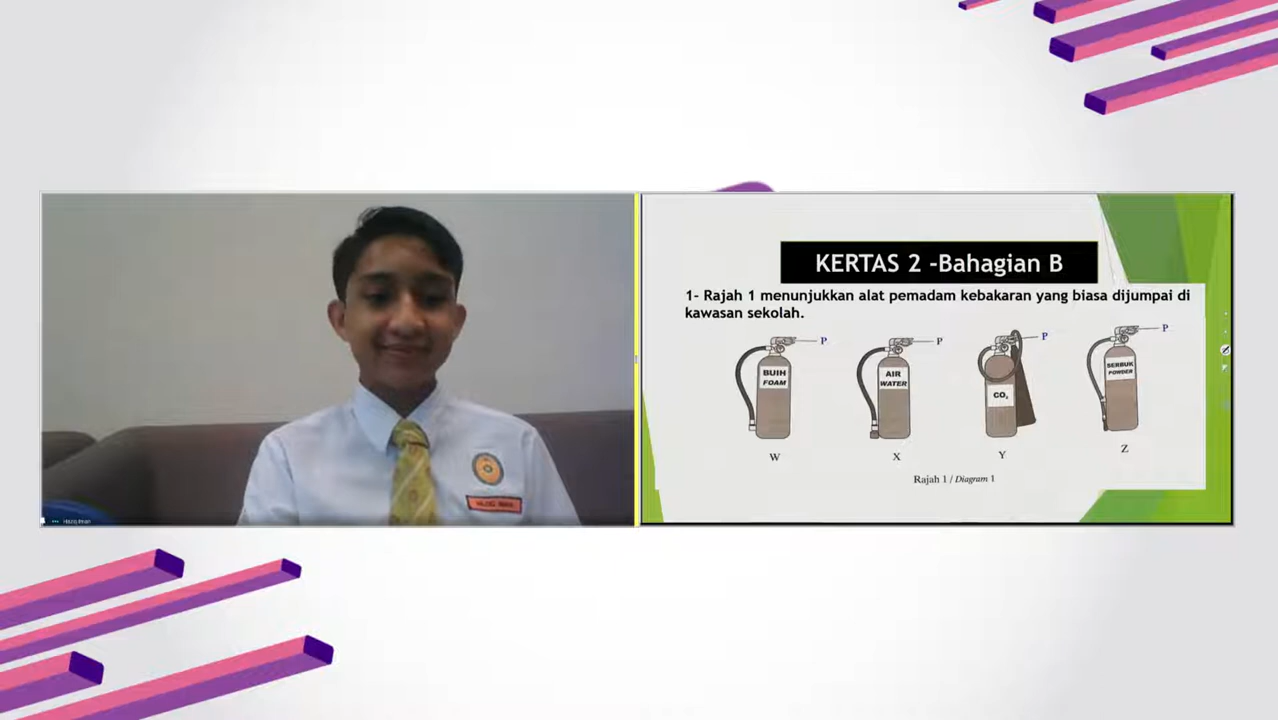 KERTAS 2 -Bahagian B
1- Rajah 1 menunjukkan alat pemadam kebakaran yang biasa dijumpai di
kawasan sekolah.
P
P
P
P
BUIH
FOAM
AIR
WATER
CO₂
SERBUK
POWDER
W
X
Y
Z
Rajah 1 / Diagram 1